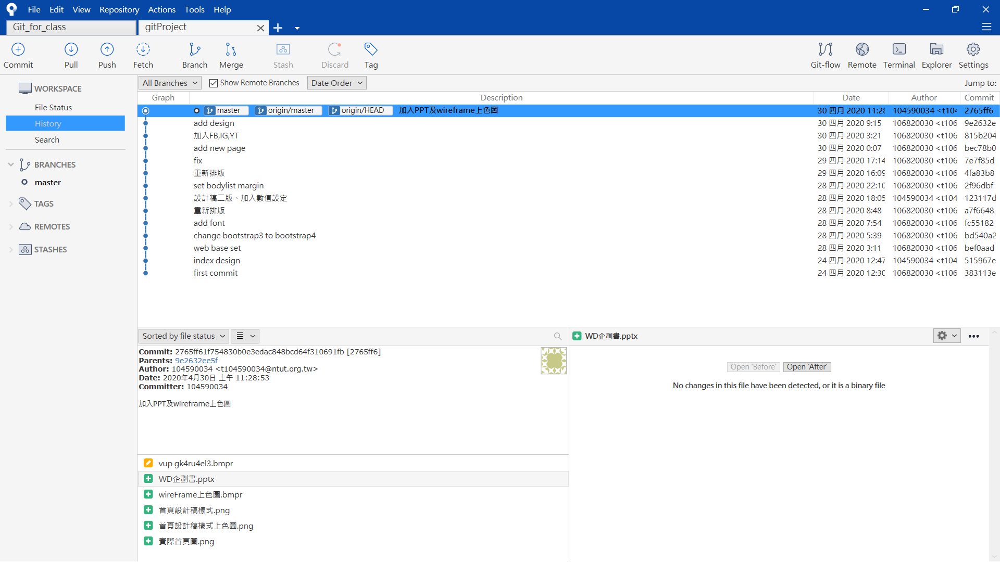 File Edit View Repository Actions Tools Help
Git_for_class gitProject
Commit Pull Push Fetch Branch Merge Stash Discard Tag Git-flow Remote Terminal Explorer Settings
WORKSPACE
File Status
History
Search
BRANCHES
master
TAGS
REMOTES
STASHES
All Branches Show Remote Branches Date Order Jump to:
Graph Description Date Author Commit
master origin/master origin/HEAD 加入PPT及wireframe上色圖 30 四月 2020 11:28 104590034 <t104 2765ff6
add design 30 四月 2020 9:15 106820030 <t106 9e2632e
加入FB,IG,YT 30 四月 2020 3:21 106820030 <t106 815b204
add new page 30 四月 2020 0:07 106820030 <t106 bec78b0
fix 29 四月 2020 17:14 106820030 <t106 7e7f85d
重新排版 29 四月 2020 16:09 106820030 <t106 4fa83b8
set bodylist margin 28 四月 2020 22:10 106820030 <t106 2f96dbf
設計稿二版、加入數值設定 28 四月 2020 18:05 104590034 <t104 123117d
重新排版 28 四月 2020 8:48 106820030 <t106 a7f6648
add font 28 四月 2020 7:54 106820030 <t106 fc55182
change bootstrap3 to bootstrap4 28 四月 2020 5:39 106820030 <t106 bd540a2
web base set 28 四月 2020 3:11 106820030 <t106 bef0aad
index design 24 四月 2020 12:47 104590034 <t104 515967e
first commit 24 四月 2020 12:30 106820030 <t106 383113e
Sorted by file status
Commit: 2765ff61f754830b0e3edac848bcd64f310691fb [2765ff6]
Parents: 9e2632ee5f
Author: 104590034 <t104590034@ntut.org.tw>
Date: 2020年4月30日 上午 11:28:53
Committer: 104590034
加入PPT及wireframe上色圖
vup gk4ru4el3.bmpr
WD企劃書.pptx
wireFrame上色圖.bmpr
首頁設計稿樣式.png
首頁設計稿樣式上色圖.png
實際首頁圖.png
WD企劃書.pptx
Open 'Before' Open 'After'
No changes in this file have been detected, or it is a binary file